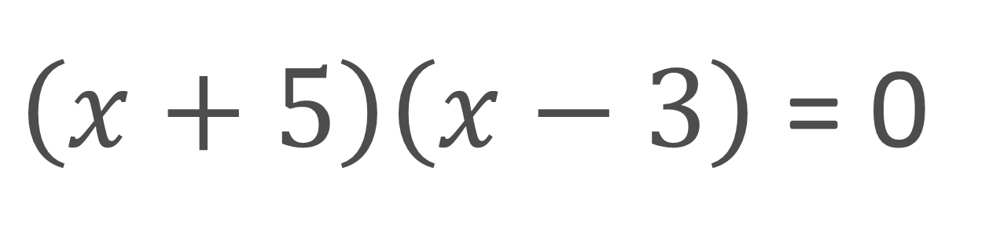 (x + 5)(x − 3) = 0